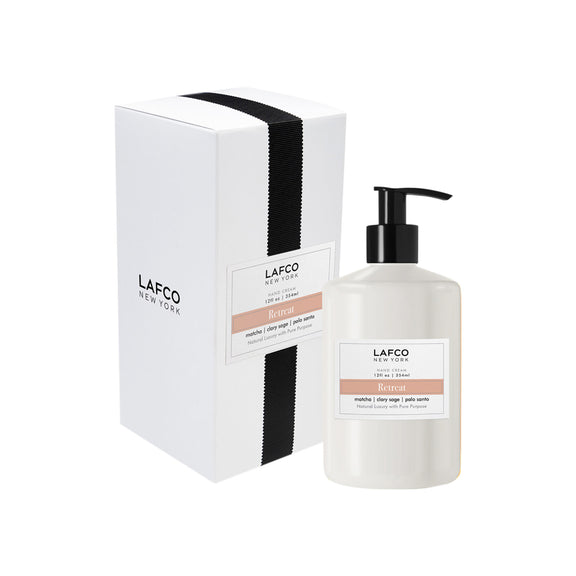 LAFCO
NEW YORK
LAFCO
NEW YORK
HAND CREAM
12fl oz | 354ml
Retreat
matcha | clary sage | palo santo
Natural Luxury with Pure Purpose
LAFCO
NEW YORK
HAND CREAM
12fl oz | 354ml
Retreat
matcha | clary sage | palo santo
Natural Luxury with Pure Purpose